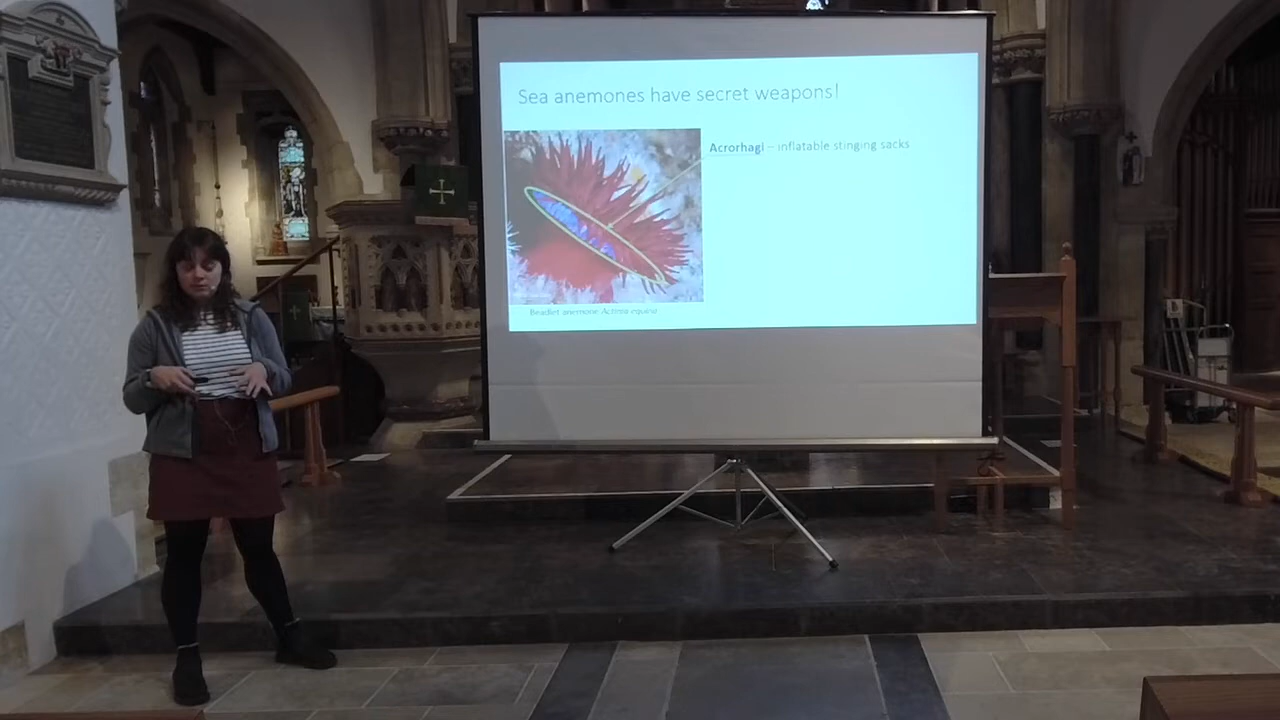 Sea anemones have secret weapons!
Acrorhagi – inflatable stinging sacks
Beadlet anemone Actinia equina